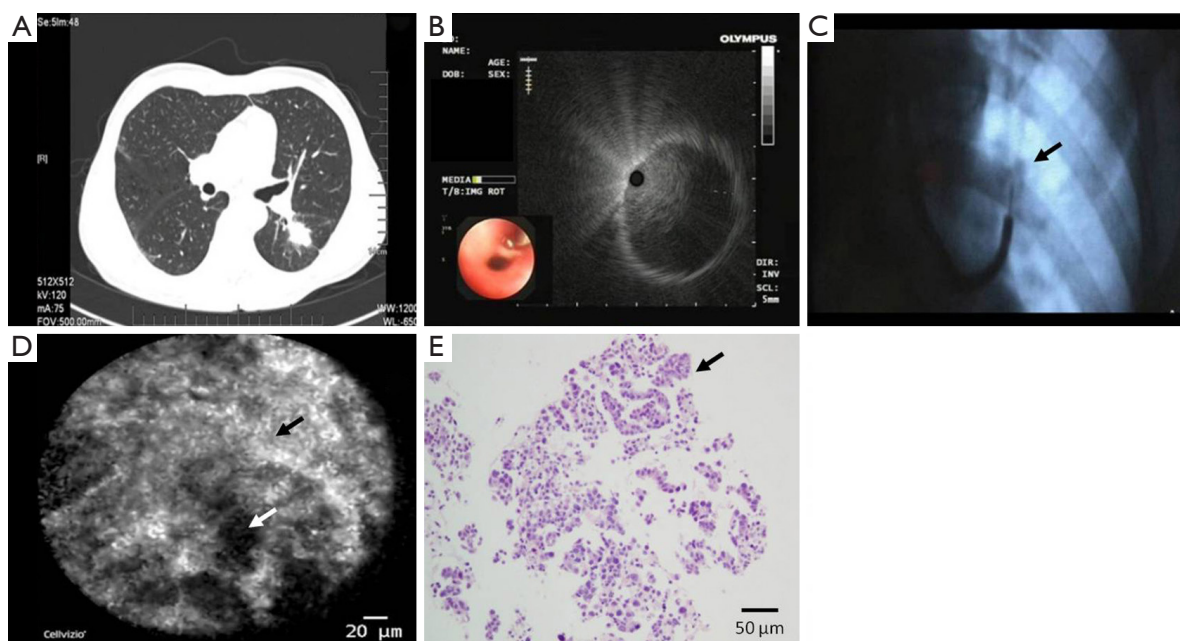 A
Se:5Im:48
[R]
512X512
kV:120
mA:75
FOV:500.00mm
10cm
WW:1200
WL:-650
B
OLYMPUS
NAME:
AGE:
DOB:
SEX:
MEDIA
T/B:IMG ROT
DIR:
INV
SCL:
5mm
C
D
Cellvizio
20 μm
E
50 μm